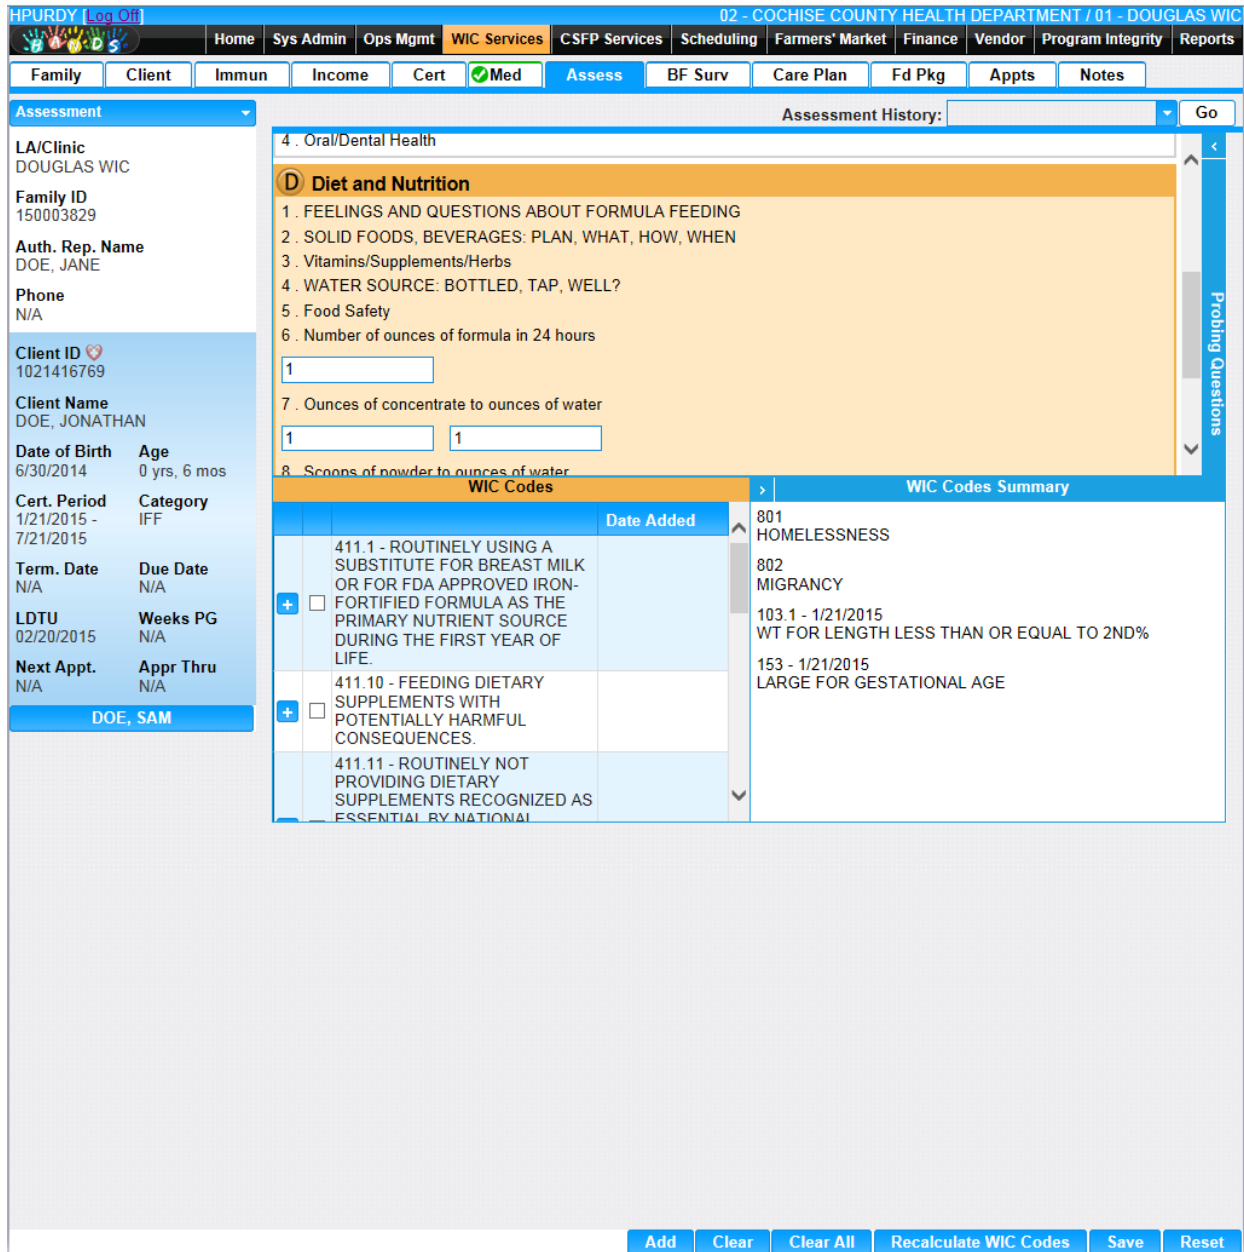 HPURDY [Log Off]
02 - COCHISE COUNTY HEALTH DEPARTMENT / 01 - DOUGLAS WIC
HANDS
Home Sys Admin Ops Mgmt WIC Services CSFP Services Scheduling Farmers' Market Finance Vendor Program Integrity Reports
Family Client Immun Income Cert Med Assess BF Surv Care Plan Fd Pkg Appts Notes
Assessment
Assessment History: Go
LA/Clinic
DOUGLAS WIC
Family ID
150003829
Auth. Rep. Name
DOE, JANE
Phone
N/A
Client ID
1021416769
Client Name
DOE, JONATHAN
Date of Birth Age
6/30/2014 0 yrs, 6 mos
Cert. Period Category
1/21/2015 - IFF
7/21/2015
Term. Date Due Date
N/A N/A
LDTU Weeks PG
02/20/2015 N/A
Next Appt. Appr Thru
N/A N/A
DOE, SAM
4 . Oral/Dental Health
D Diet and Nutrition
1 . FEELINGS AND QUESTIONS ABOUT FORMULA FEEDING
2 . SOLID FOODS, BEVERAGES: PLAN, WHAT, HOW, WHEN
3 . Vitamins/Supplements/Herbs
4 . WATER SOURCE: BOTTLED, TAP, WELL?
5 . Food Safety
6 . Number of ounces of formula in 24 hours
1
7 . Ounces of concentrate to ounces of water
1 1
8 . Scoops of powder to ounces of water
Probing Questions
WIC Codes
Date Added
411.1 - ROUTINELY USING A
SUBSTITUTE FOR BREAST MILK
OR FOR FDA APPROVED IRON-
FORTIFIED FORMULA AS THE
PRIMARY NUTRIENT SOURCE
DURING THE FIRST YEAR OF
LIFE.
411.10 - FEEDING DIETARY
SUPPLEMENTS WITH
POTENTIALLY HARMFUL
CONSEQUENCES.
411.11 - ROUTINELY NOT
PROVIDING DIETARY
SUPPLEMENTS RECOGNIZED AS
ESSENTIAL BY NATIONAL
WIC Codes Summary
801
HOMELESSNESS
802
MIGRANCY
103.1 - 1/21/2015
WT FOR LENGTH LESS THAN OR EQUAL TO 2ND%
153 - 1/21/2015
LARGE FOR GESTATIONAL AGE
Add Clear Clear All Recalculate WIC Codes Save Reset